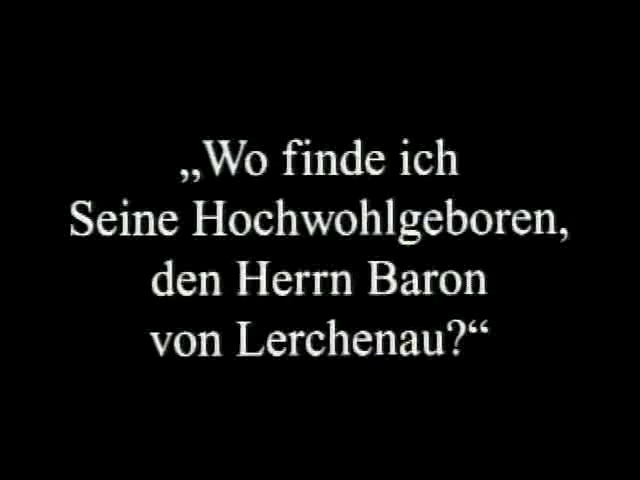 „Wo finde ich
Seine Hochwohlgeboren,
den Herrn Baron
von Lerchenau?“